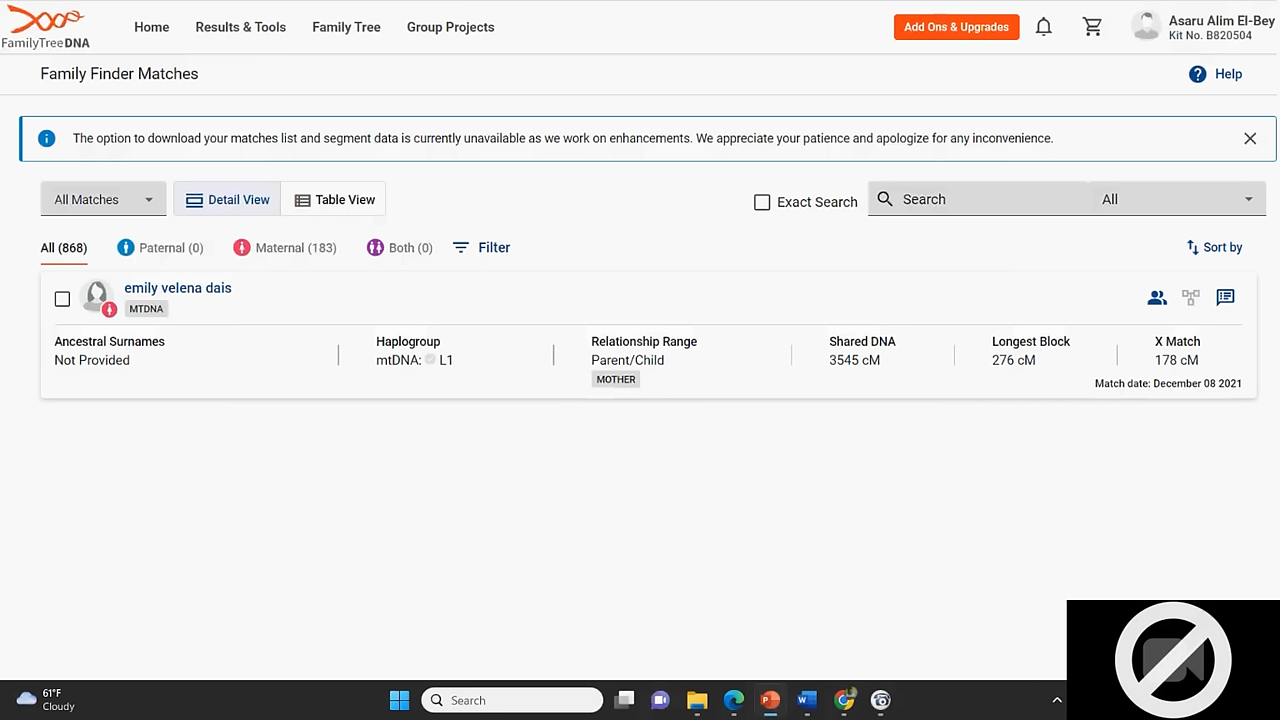 FamilyTreeDNA
Home
Results & Tools
Family Tree
Group Projects
Add Ons & Upgrades
Asaru Alim El-Bey
Kit No. B820504
Family Finder Matches
Help
The option to download your matches list and segment data is currently unavailable as we work on enhancements. We appreciate your patience and apologize for any inconvenience.
All Matches
Detail View
Table View
Exact Search
Search
All
All (868)
Paternal (0)
Maternal (183)
Both (0)
Filter
Sort by
emily velena dais
MTDNA
Ancestral Surnames
Not Provided
Haplogroup
mtDNA: L1
Relationship Range
Parent/Child
MOTHER
Shared DNA
3545 cM
Longest Block
276 cM
X Match
178 cM
Match date: December 08 2021
61°F
Cloudy
Search